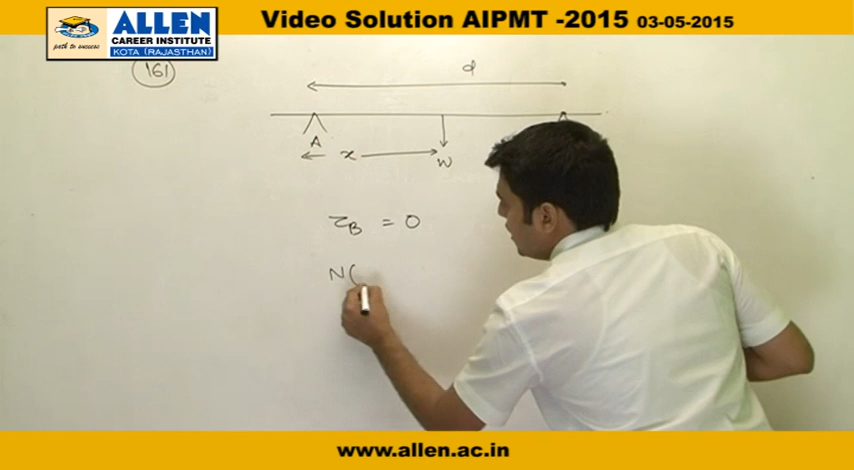 ALLEN
CAREER INSTITUTE
KOTA (RAJASTHAN)
path to success
Video Solution AIPMT -2015 03-05-2015
161
d
A
x
W
τB = 0
N(
www.allen.ac.in